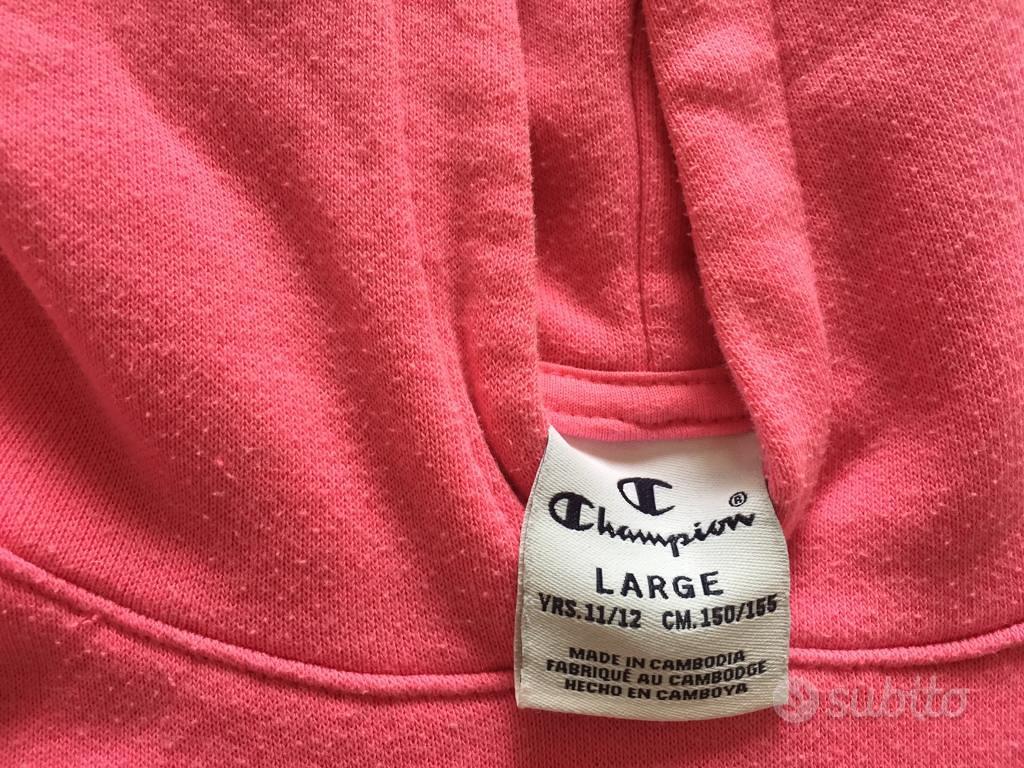 Champion®
LARGE
YRS. 11/12 CM. 150/155
MADE IN CAMBODIA
FABRIQUÉ AU CAMBODGE
HECHO EN CAMBOYA
subito